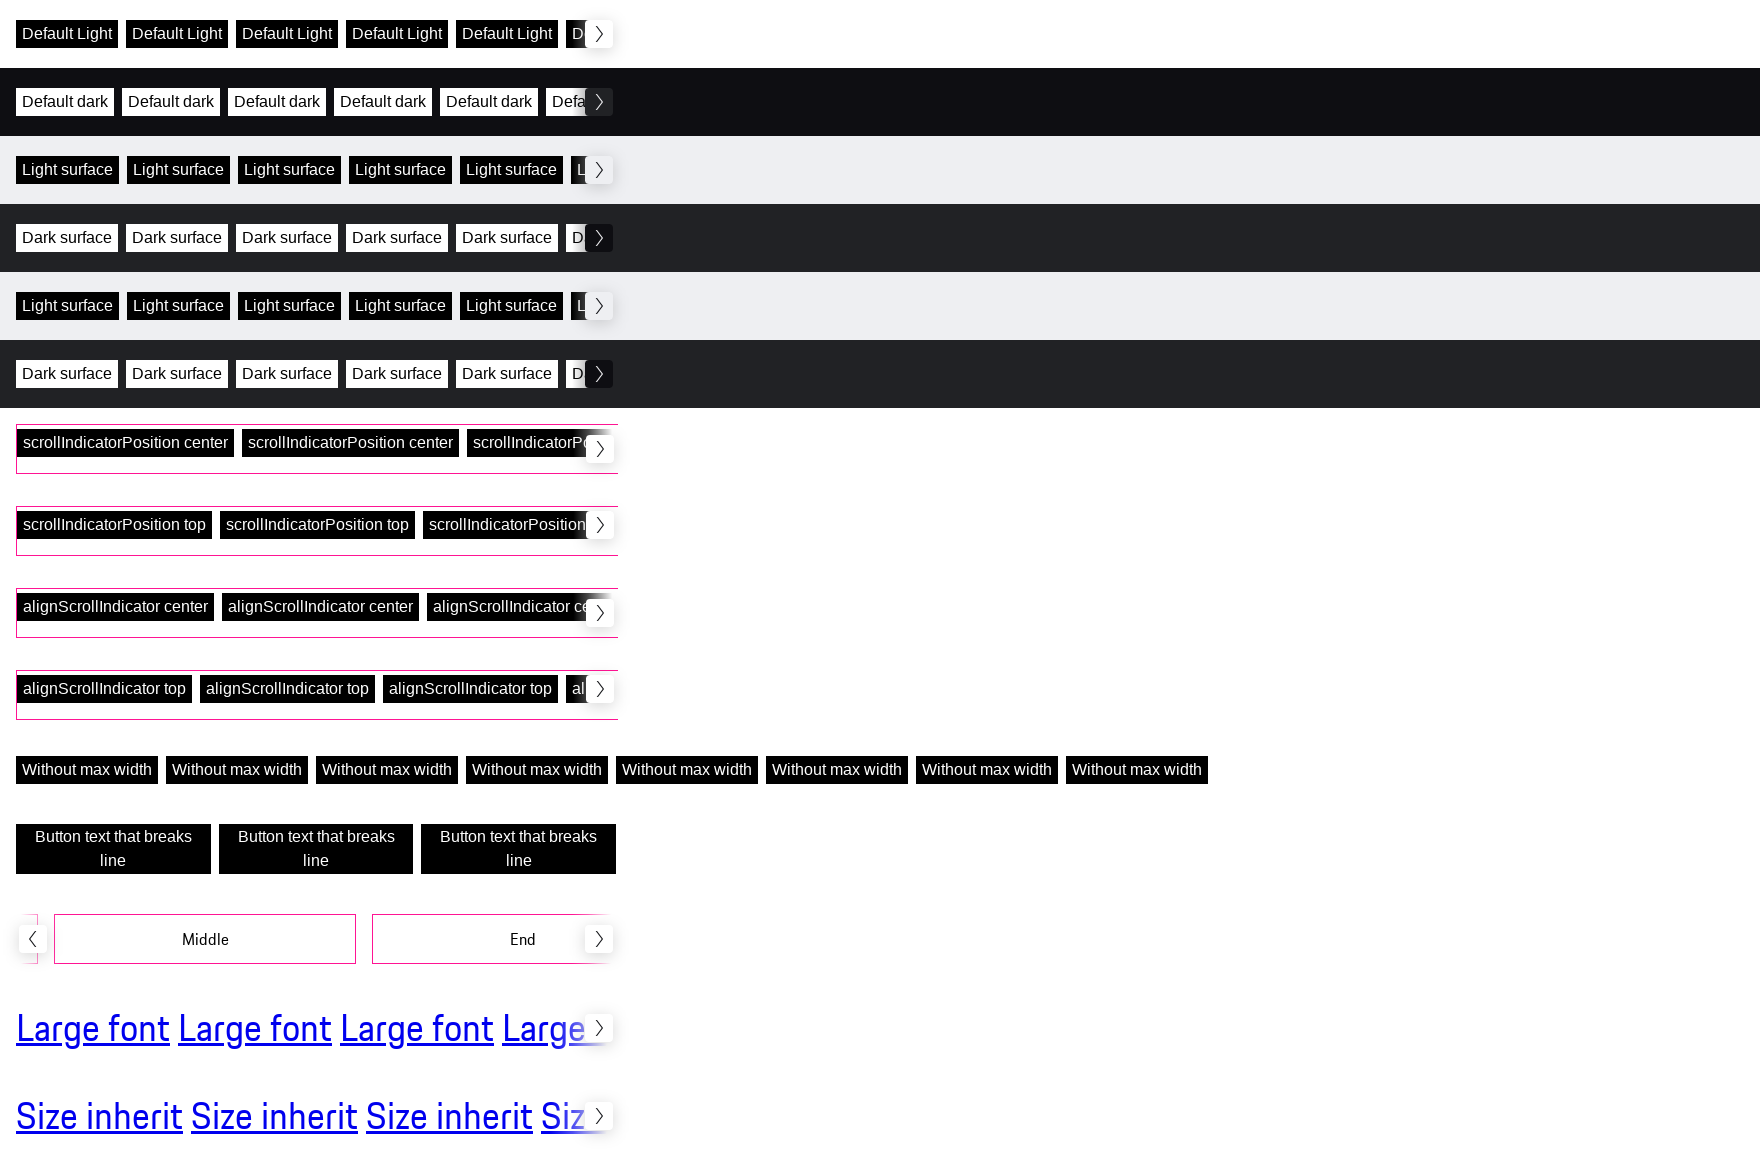 Default Light Default Light Default Light Default Light Default Light
Default dark Default dark Default dark Default dark Default dark Defa
Light surface Light surface Light surface Light surface Light surface
Dark surface Dark surface Dark surface Dark surface Dark surface
Light surface Light surface Light surface Light surface Light surface
Dark surface Dark surface Dark surface Dark surface Dark surface
scrollIndicatorPosition center scrollIndicatorPosition center scrollIndicatorPo
scrollIndicatorPosition top scrollIndicatorPosition top scrollIndicatorPosition
alignScrollIndicator center alignScrollIndicator center alignScrollIndicator ce
alignScrollIndicator top alignScrollIndicator top alignScrollIndicator top al
Without max width Without max width Without max width Without max width Without max width Without max width Without max width Without max width
Button text that breaks Button text that breaks Button text that breaks
line line line
Middle End
Large font Large font Large font Large
Size inherit Size inherit Size inherit Siz